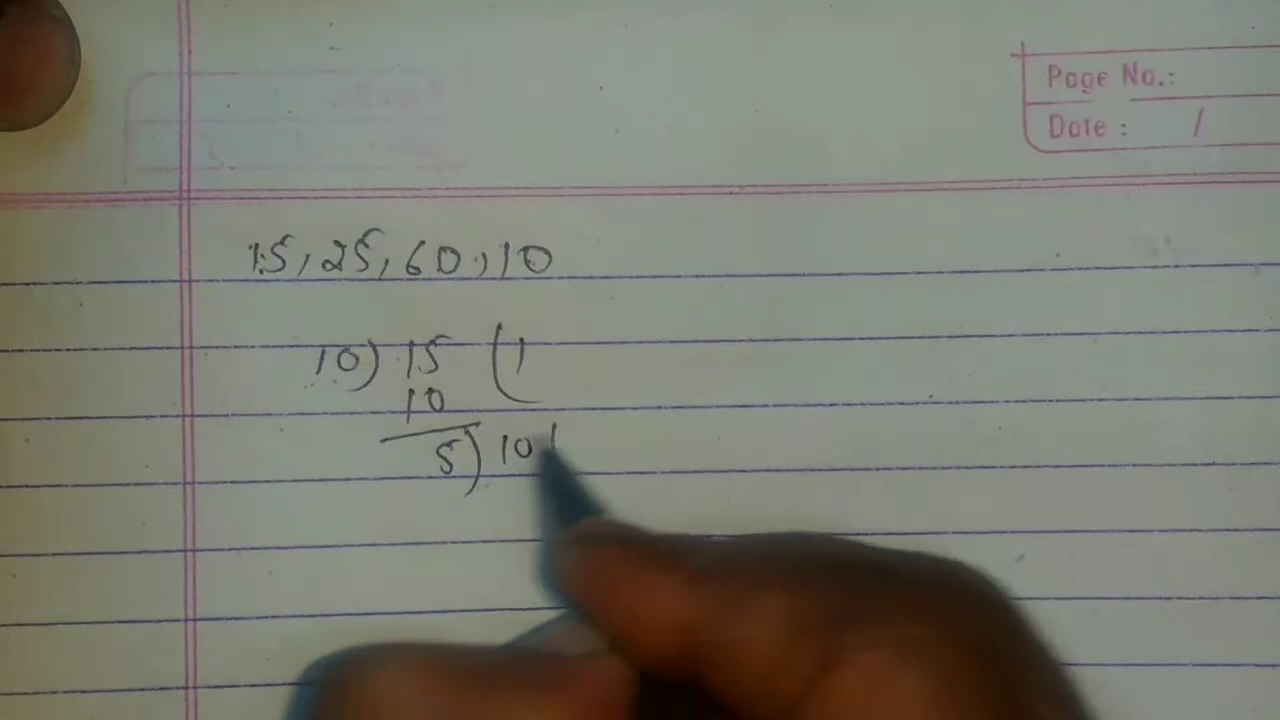 Page No.:
Date : /
15, 25, 60, 10
10) 15 (1
10
5) 10 (